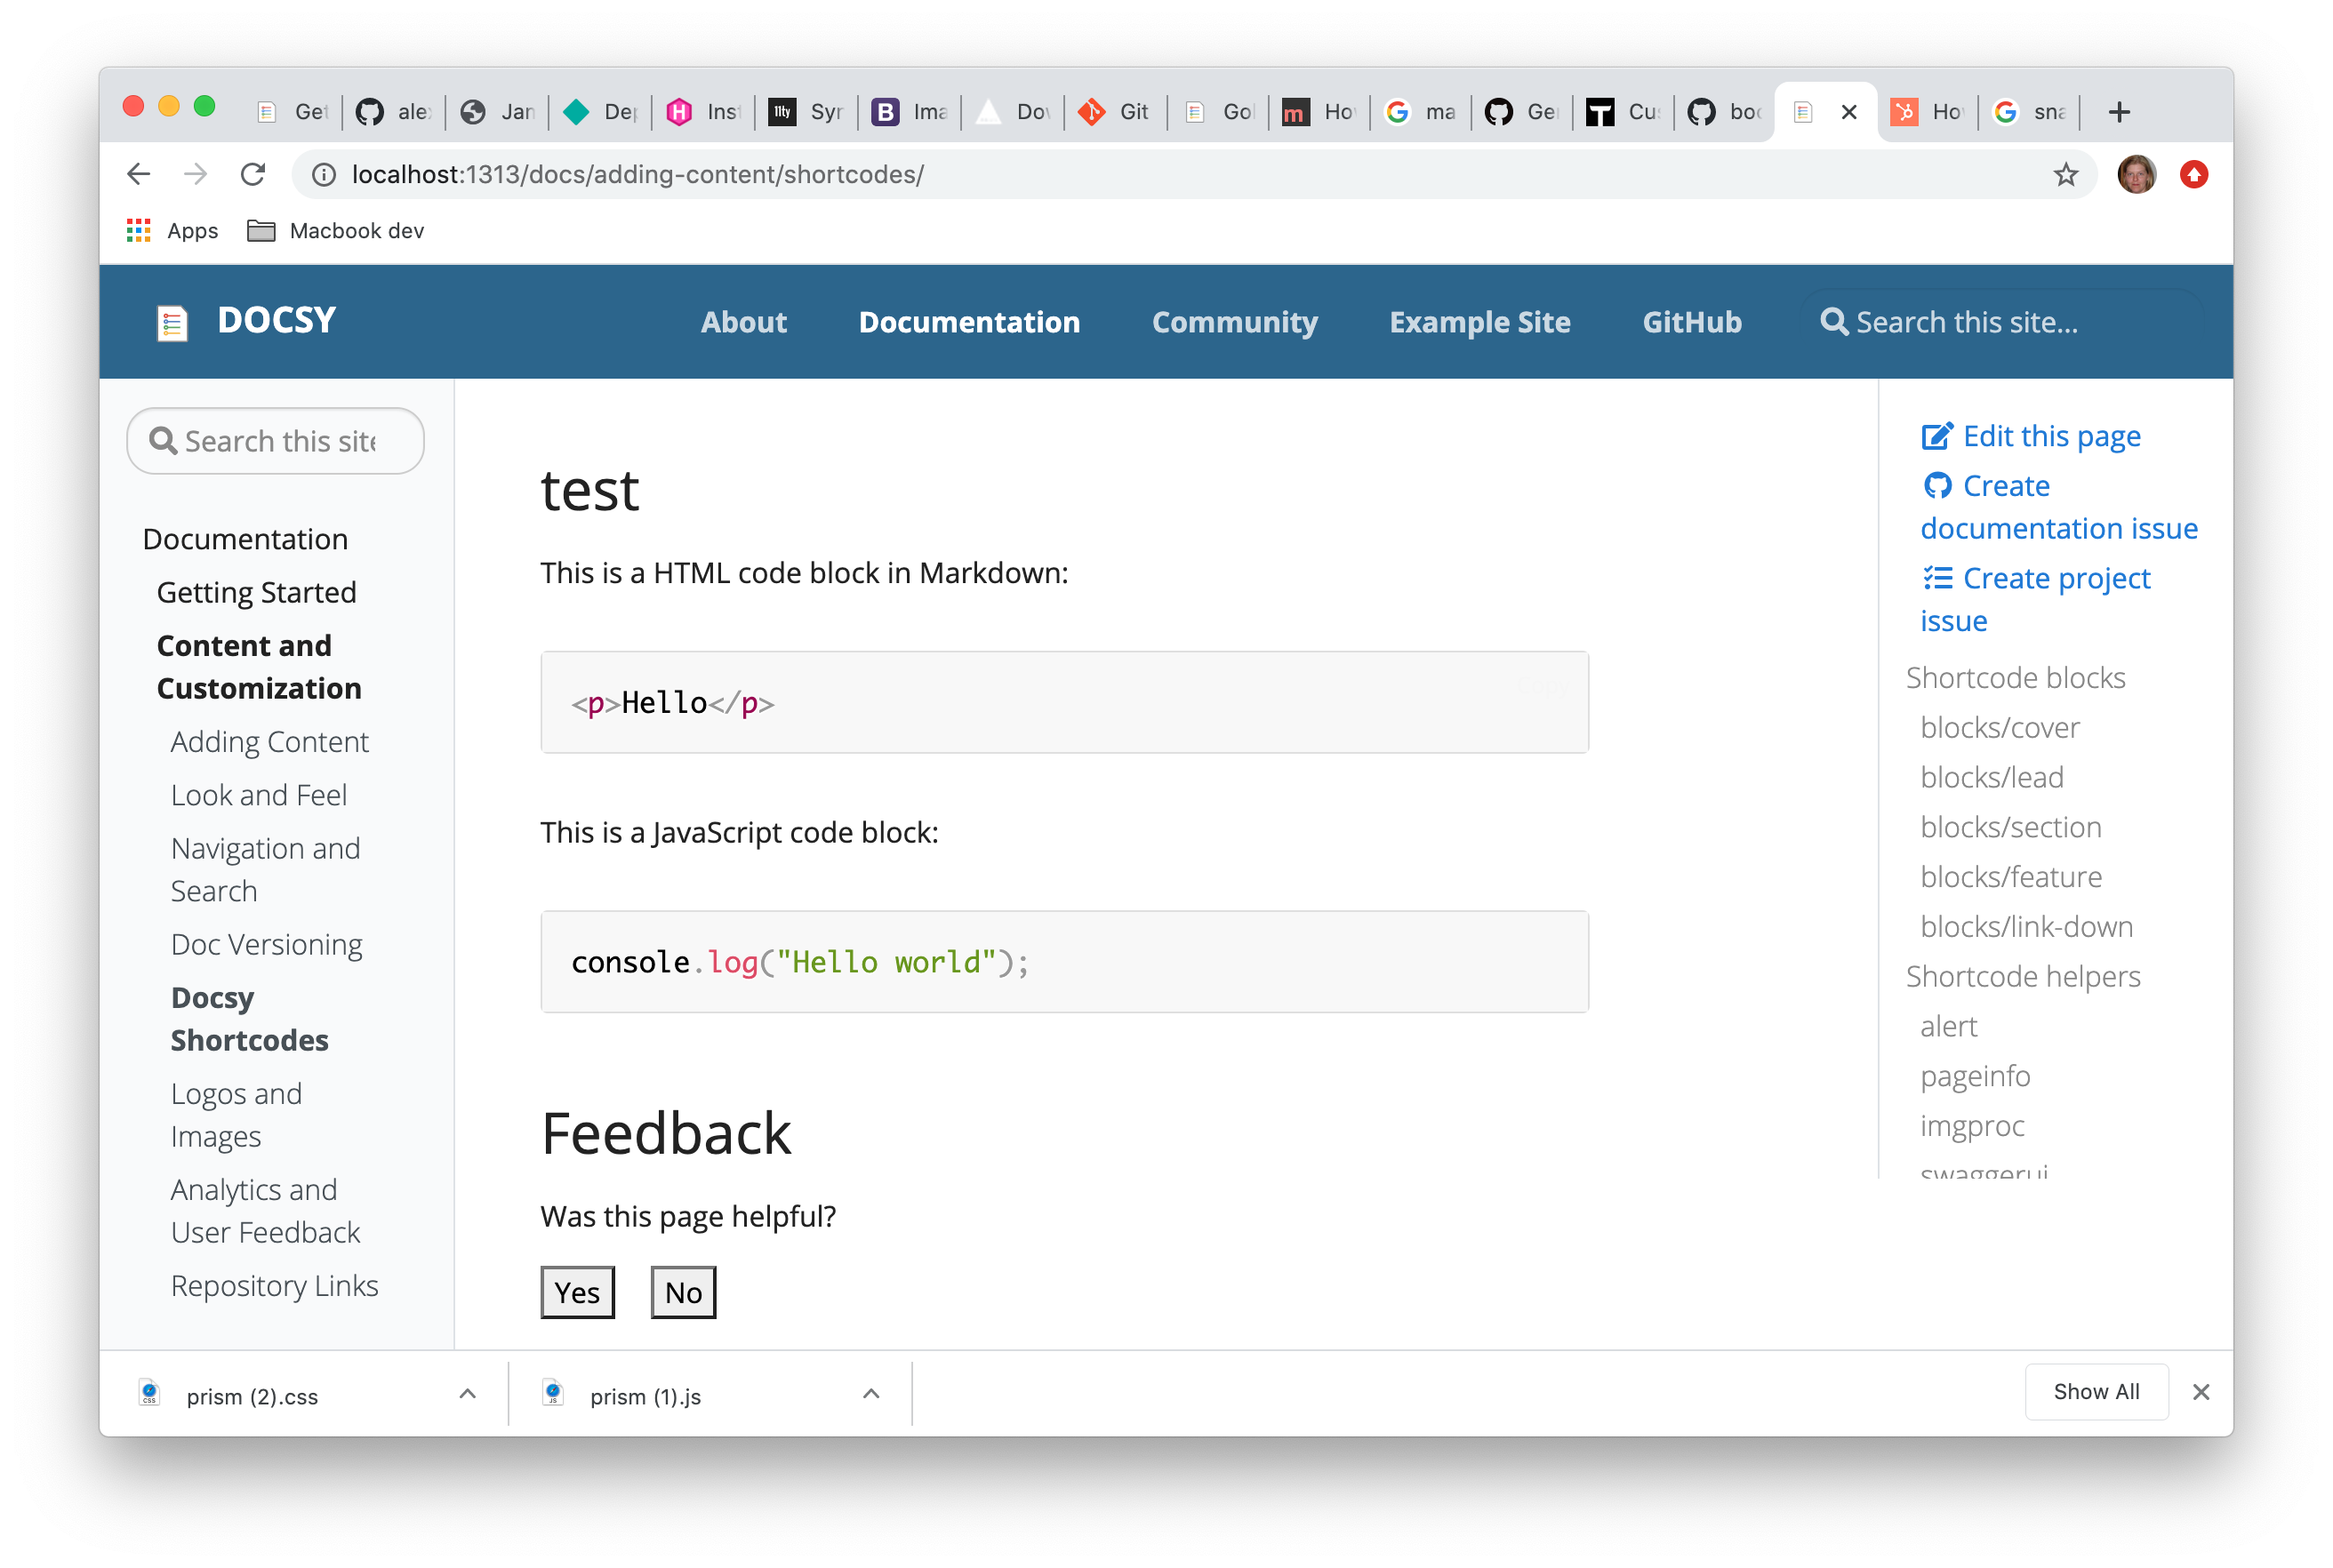 Get
ale
Jan
Dep
Ins
11ty
Syn
B
Ima
Dov
Git
Gol
m
Ho
ma
Ge
Cu
boo
Ho
sna
localhost:1313/docs/adding-content/shortcodes/
Apps
Macbook dev
DOCSY
About
Documentation
Community
Example Site
GitHub
Search this site...
Search this site
Documentation
Getting Started
Content and
Customization
Adding Content
Look and Feel
Navigation and
Search
Doc Versioning
Docsy
Shortcodes
Logos and
Images
Analytics and
User Feedback
Repository Links
test
This is a HTML code block in Markdown:
<p>Hello</p>
This is a JavaScript code block:
console.log("Hello world");
Feedback
Was this page helpful?
Yes
No
Edit this page
Create
documentation issue
Create project
issue
Shortcode blocks
blocks/cover
blocks/lead
blocks/section
blocks/feature
blocks/link-down
Shortcode helpers
alert
pageinfo
imgproc
swaggerui
CSS
prism (2).css
JS
prism (1).js
Show All